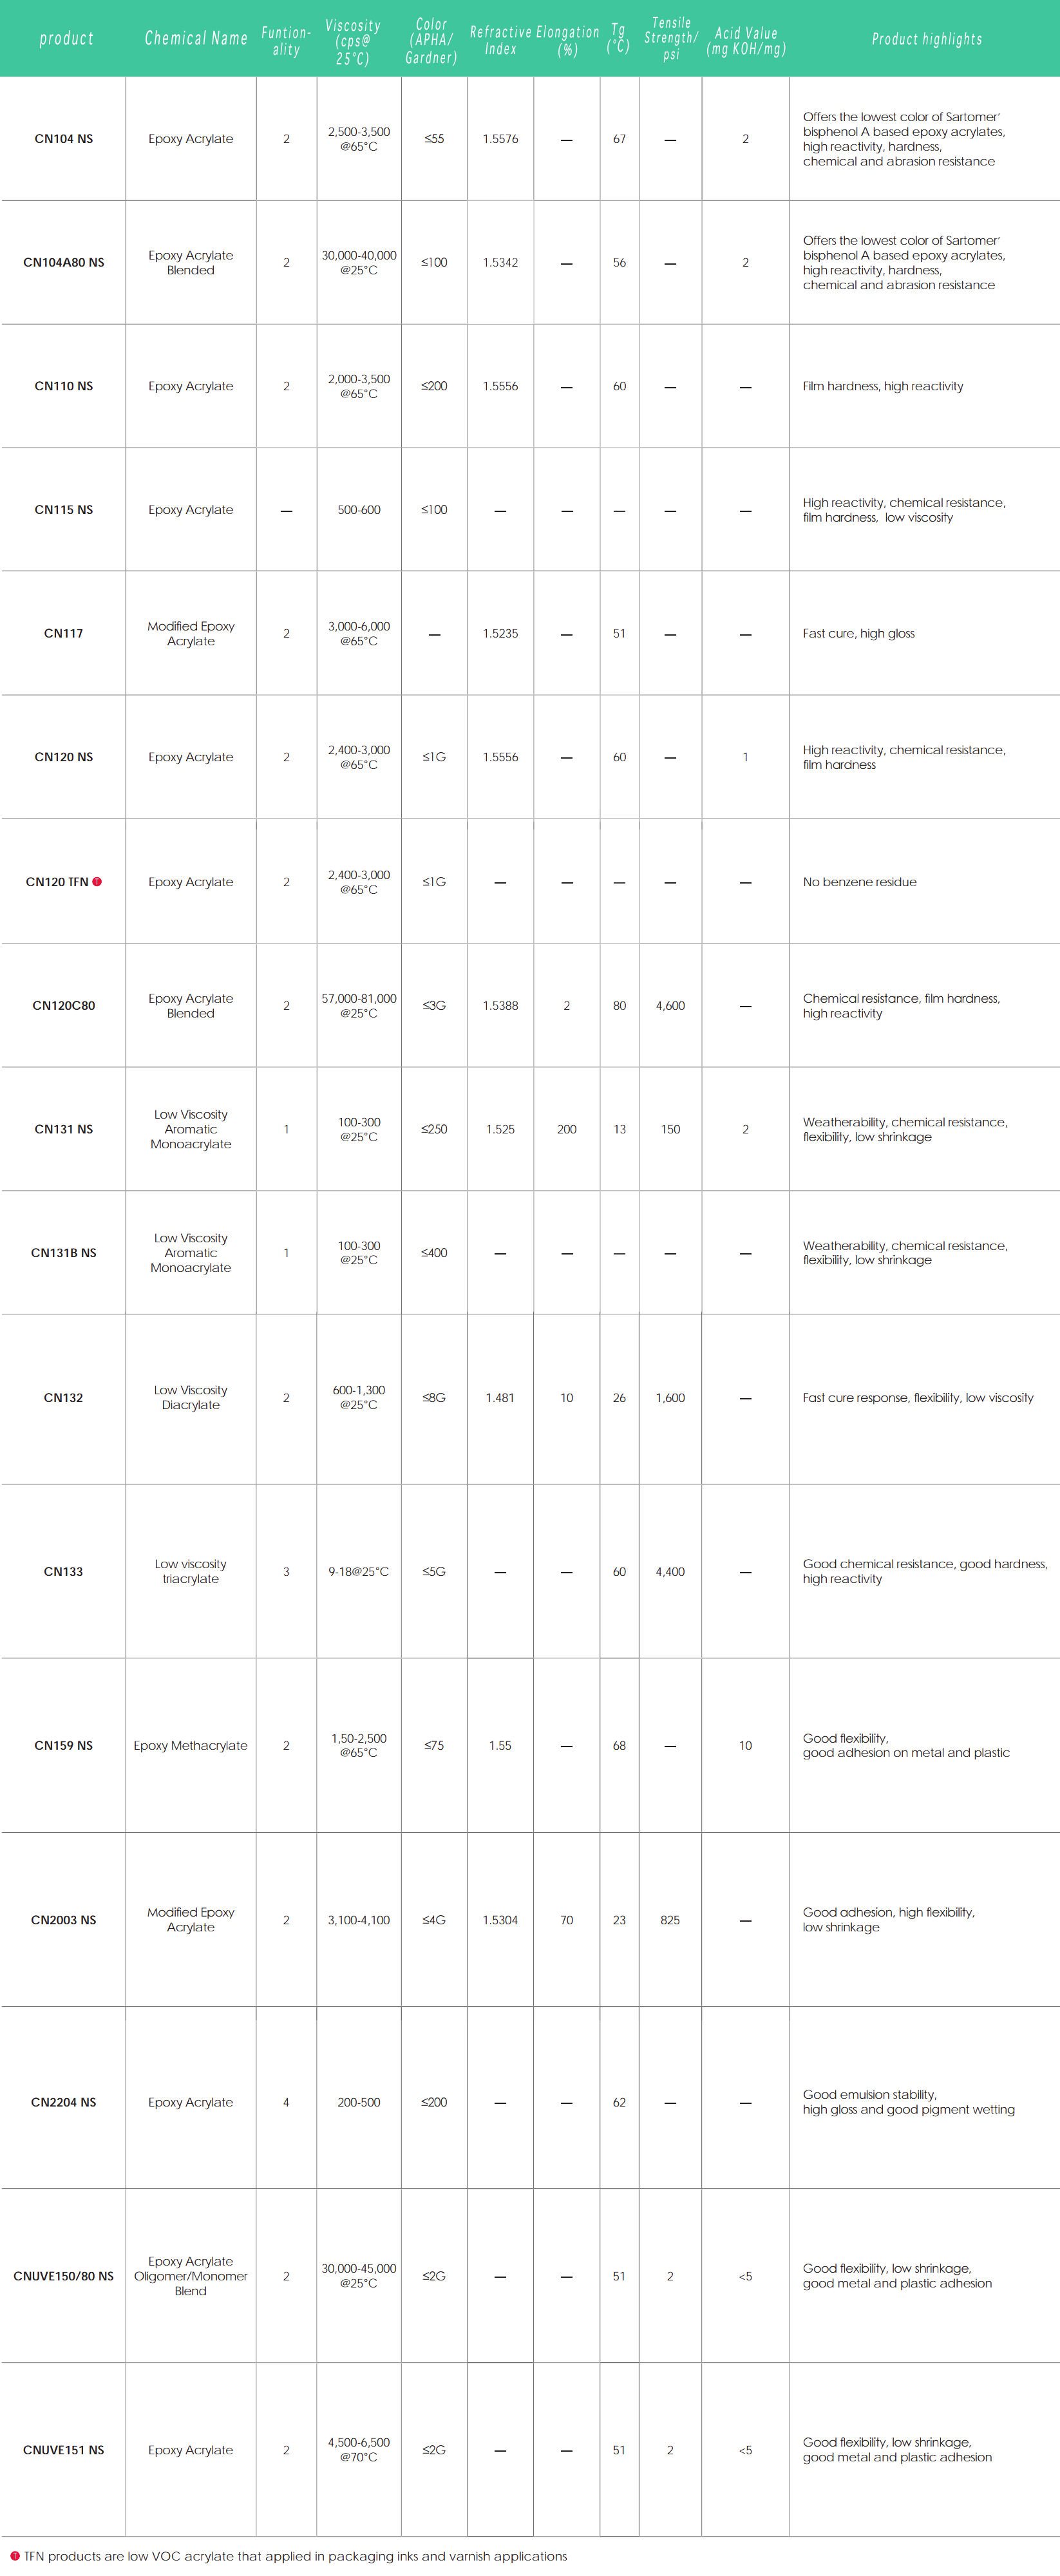 product
Chemical Name
Funtion-
ality
Viscosity
(cps@
25°C)
Color
(APHA/
Gardner)
Refractive
Index
Elongation
(%)
Tg
(°C)
Tensile
Strength/
psi
Acid Value
(mg KOH/mg)
Product highlights
CN104 NS
Epoxy Acrylate
2
2,500-3,500
@65°C
≤55
1.5576
—
67
—
2
Offers the lowest color of Sartomer'
bisphenol A based epoxy acrylates,
high reactivity, hardness,
chemical and abrasion resistance
CN104A80 NS
Epoxy Acrylate
Blended
2
30,000-40,000
@25°C
≤100
1.5342
—
56
—
2
Offers the lowest color of Sartomer'
bisphenol A based epoxy acrylates,
high reactivity, hardness,
chemical and abrasion resistance
CN110 NS
Epoxy Acrylate
2
2,000-3,500
@65°C
≤200
1.5556
—
60
—
—
Film hardness, high reactivity
CN115 NS
Epoxy Acrylate
—
500-600
≤100
—
—
—
—
—
High reactivity, chemical resistance,
film hardness, low viscosity
CN117
Modified Epoxy
Acrylate
2
3,000-6,000
@65°C
—
1.5235
—
51
—
—
Fast cure, high gloss
CN120 NS
Epoxy Acrylate
2
2,400-3,000
@65°C
≤1G
1.5556
—
60
—
1
High reactivity, chemical resistance,
film hardness
CN120 TFN T
Epoxy Acrylate
2
2,400-3,000
@65°C
≤1G
—
—
—
—
—
No benzene residue
CN120C80
Epoxy Acrylate
Blended
2
57,000-81,000
@25°C
≤3G
1.5388
2
80
4,600
—
Chemical resistance, film hardness,
high reactivity
CN131 NS
Low Viscosity
Aromatic
Monoacrylate
1
100-300
@25°C
≤250
1.525
200
13
150
2
Weatherability, chemical resistance,
flexibility, low shrinkage
CN131B NS
Low Viscosity
Aromatic
Monoacrylate
1
100-300
@25°C
≤400
—
—
—
—
—
Weatherability, chemical resistance,
flexibility, low shrinkage
CN132
Low Viscosity
Diacrylate
2
600-1,300
@25°C
≤8G
1.481
10
26
1,600
—
Fast cure response, flexibility, low viscosity
CN133
Low viscosity
triacrylate
3
9-18@25°C
≤5G
—
—
60
4,400
—
Good chemical resistance, good hardness,
high reactivity
CN159 NS
Epoxy Methacrylate
2
1,50-2,500
@65°C
≤75
1.55
—
68
—
10
Good flexibility,
good adhesion on metal and plastic
CN2003 NS
Modified Epoxy
Acrylate
2
3,100-4,100
≤4G
1.5304
70
23
825
—
Good adhesion, high flexibility,
low shrinkage
CN2204 NS
Epoxy Acrylate
4
200-500
≤200
—
—
62
—
—
Good emulsion stability,
high gloss and good pigment wetting
CNUVE150/80 NS
Epoxy Acrylate
Oligomer/Monomer
Blend
2
30,000-45,000
@25°C
≤2G
—
—
51
2
<5
Good flexibility, low shrinkage,
good metal and plastic adhesion
CNUVE151 NS
Epoxy Acrylate
2
4,500-6,500
@70°C
≤2G
—
—
51
2
<5
Good flexibility, low shrinkage,
good metal and plastic adhesion
T TFN products are low VOC acrylate that applied in packaging inks and varnish applications